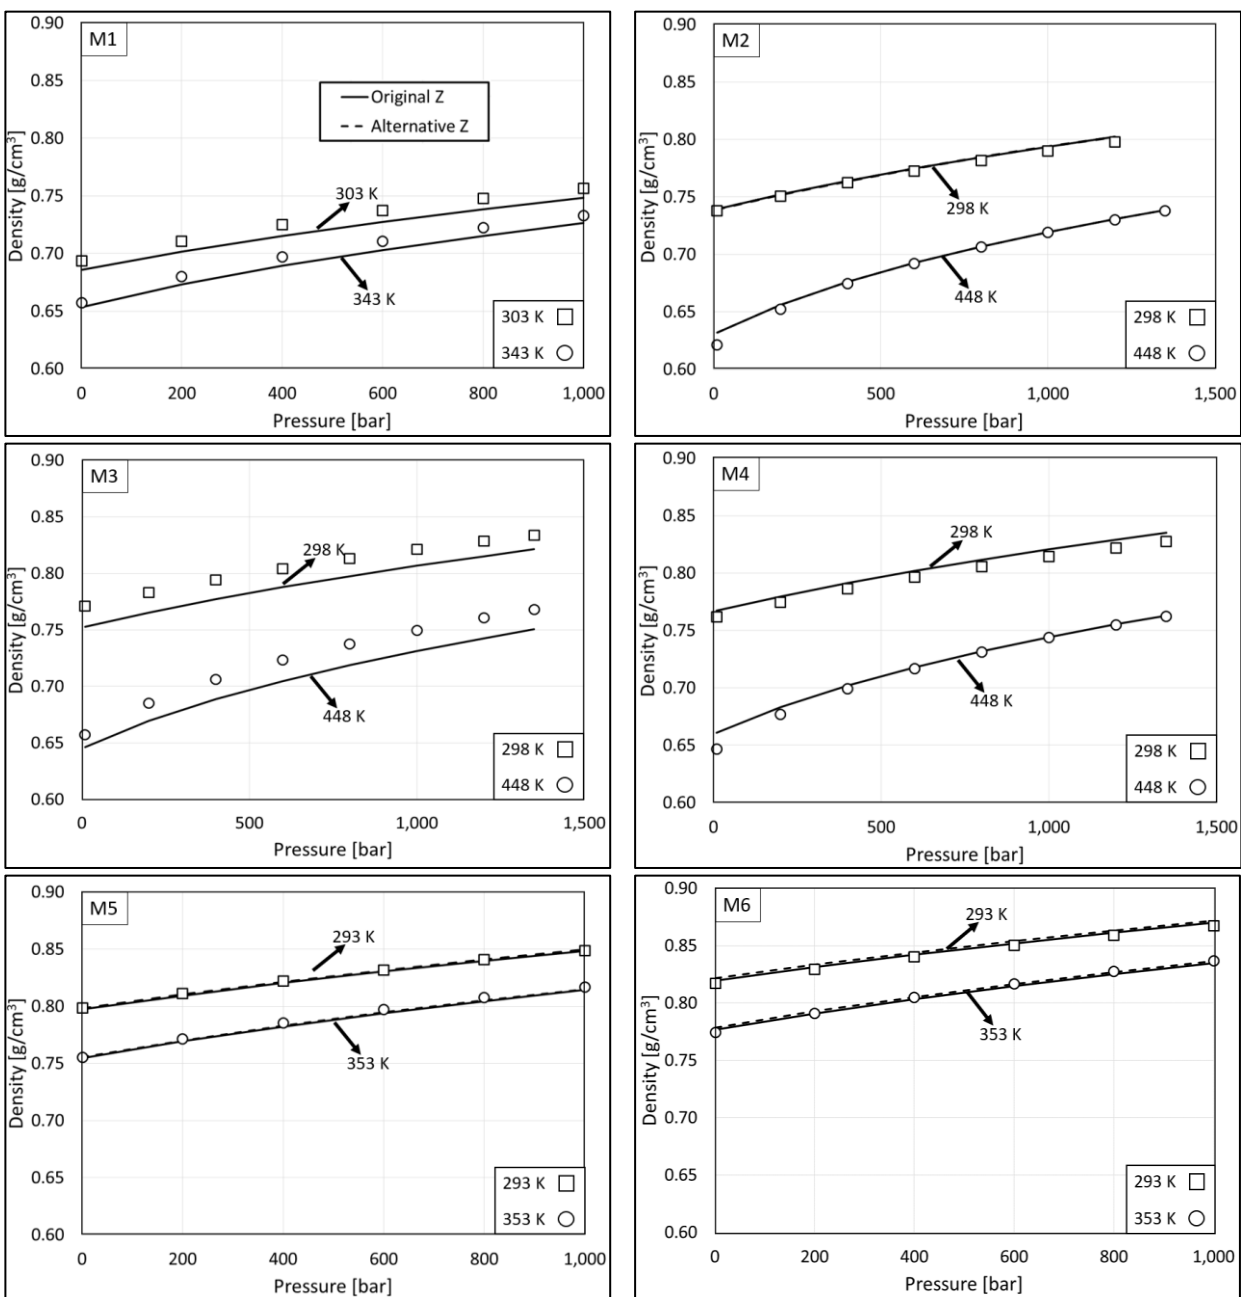 M1
0.90
0.80
0.80
0.75
0.70
0.65
0.60
Density [g/cm³]
Original Z
Alternative Z
303 K
343 K
303 K
343 K
0 200 400 600 800 1,000
Pressure [bar]
M2
0.90
0.85
0.80
0.75
0.70
0.65
0.60
Density [g/cm³]
298 K
448 K
298 K
448 K
0 500 1,000 1,500
Pressure [bar]
M3
0.90
0.85
0.80
0.75
0.70
0.65
0.60
Density [g/cm³]
298 K
448 K
298 K
448 K
0 500 1,000 1,500
Pressure [bar]
M4
0.90
0.85
0.80
0.75
0.70
0.65
0.60
Density [g/cm³]
298 K
448 K
298 K
448 K
0 500 1,000 1,500
Pressure [bar]
M5
0.90
0.85
0.80
0.75
0.70
0.65
0.60
Density [g/cm³]
293 K
353 K
293 K
353 K
0 200 400 600 800 1,000
Pressure [bar]
M6
0.90
0.85
0.80
0.75
0.70
0.65
0.60
Density [g/cm³]
293 K
353 K
293 K
353 K
0 200 400 600 800 1,000
Pressure [bar]